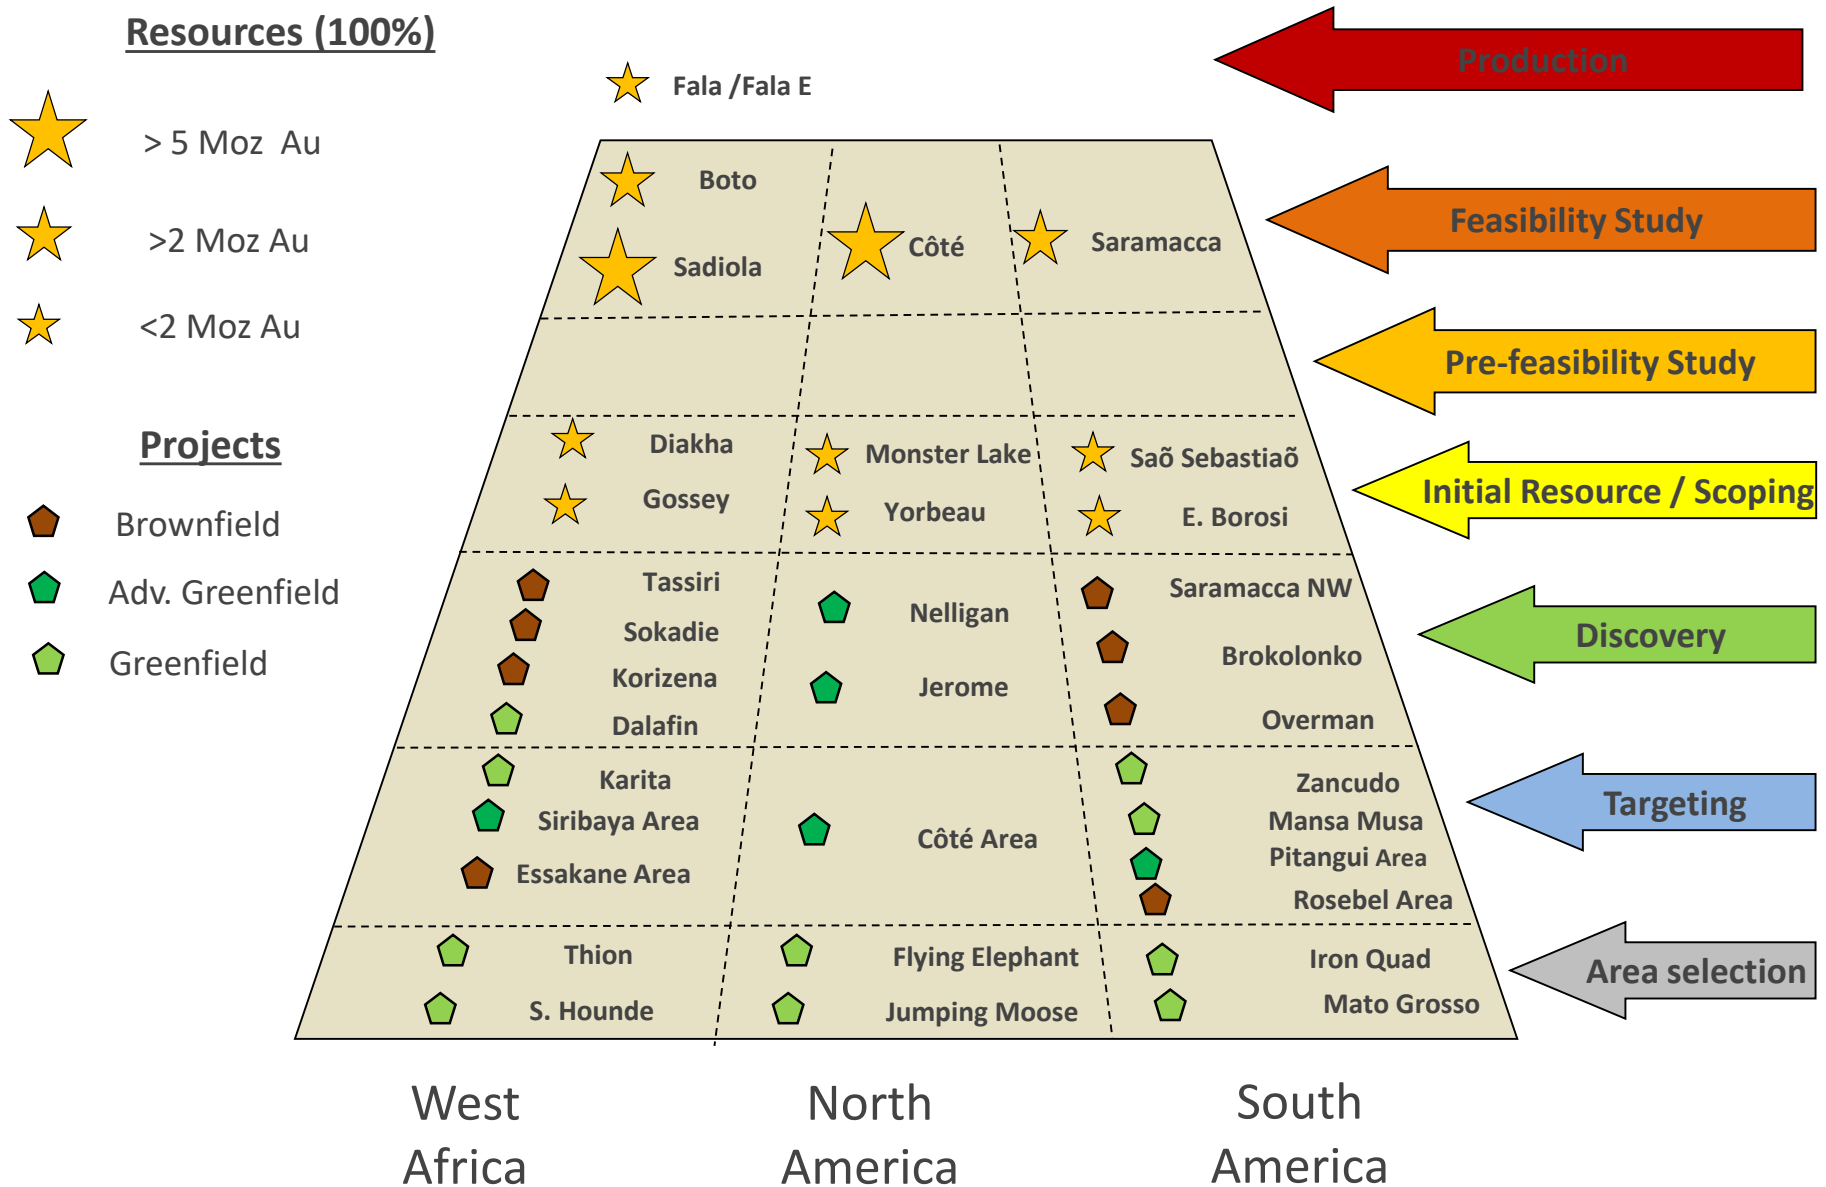 Resources (100%)
> 5 Moz  Au
>2 Moz Au
<2 Moz Au
Projects
Brownfield
Adv. Greenfield
Greenfield
Fala /Fala E
Production
Boto
Sadiola
Côté
Saramacca
Feasibility Study
Pre-feasibility Study
Diakha
Gossey
Monster Lake
Yorbeau
Saõ Sebastiaõ
E. Borosi
Initial Resource / Scoping
Tassiri
Sokadie
Korizena
Dalafin
Nelligan
Jerome
Saramacca NW
Brokolonko
Overman
Discovery
Karita
Siribaya Area
Essakane Area
Côté Area
Zancudo
Mansa Musa
Pitangui Area
Rosebel Area
Targeting
Thion
S. Hounde
Flying Elephant
Jumping Moose
Iron Quad
Mato Grosso
Area selection
West
Africa
North
America
South
America